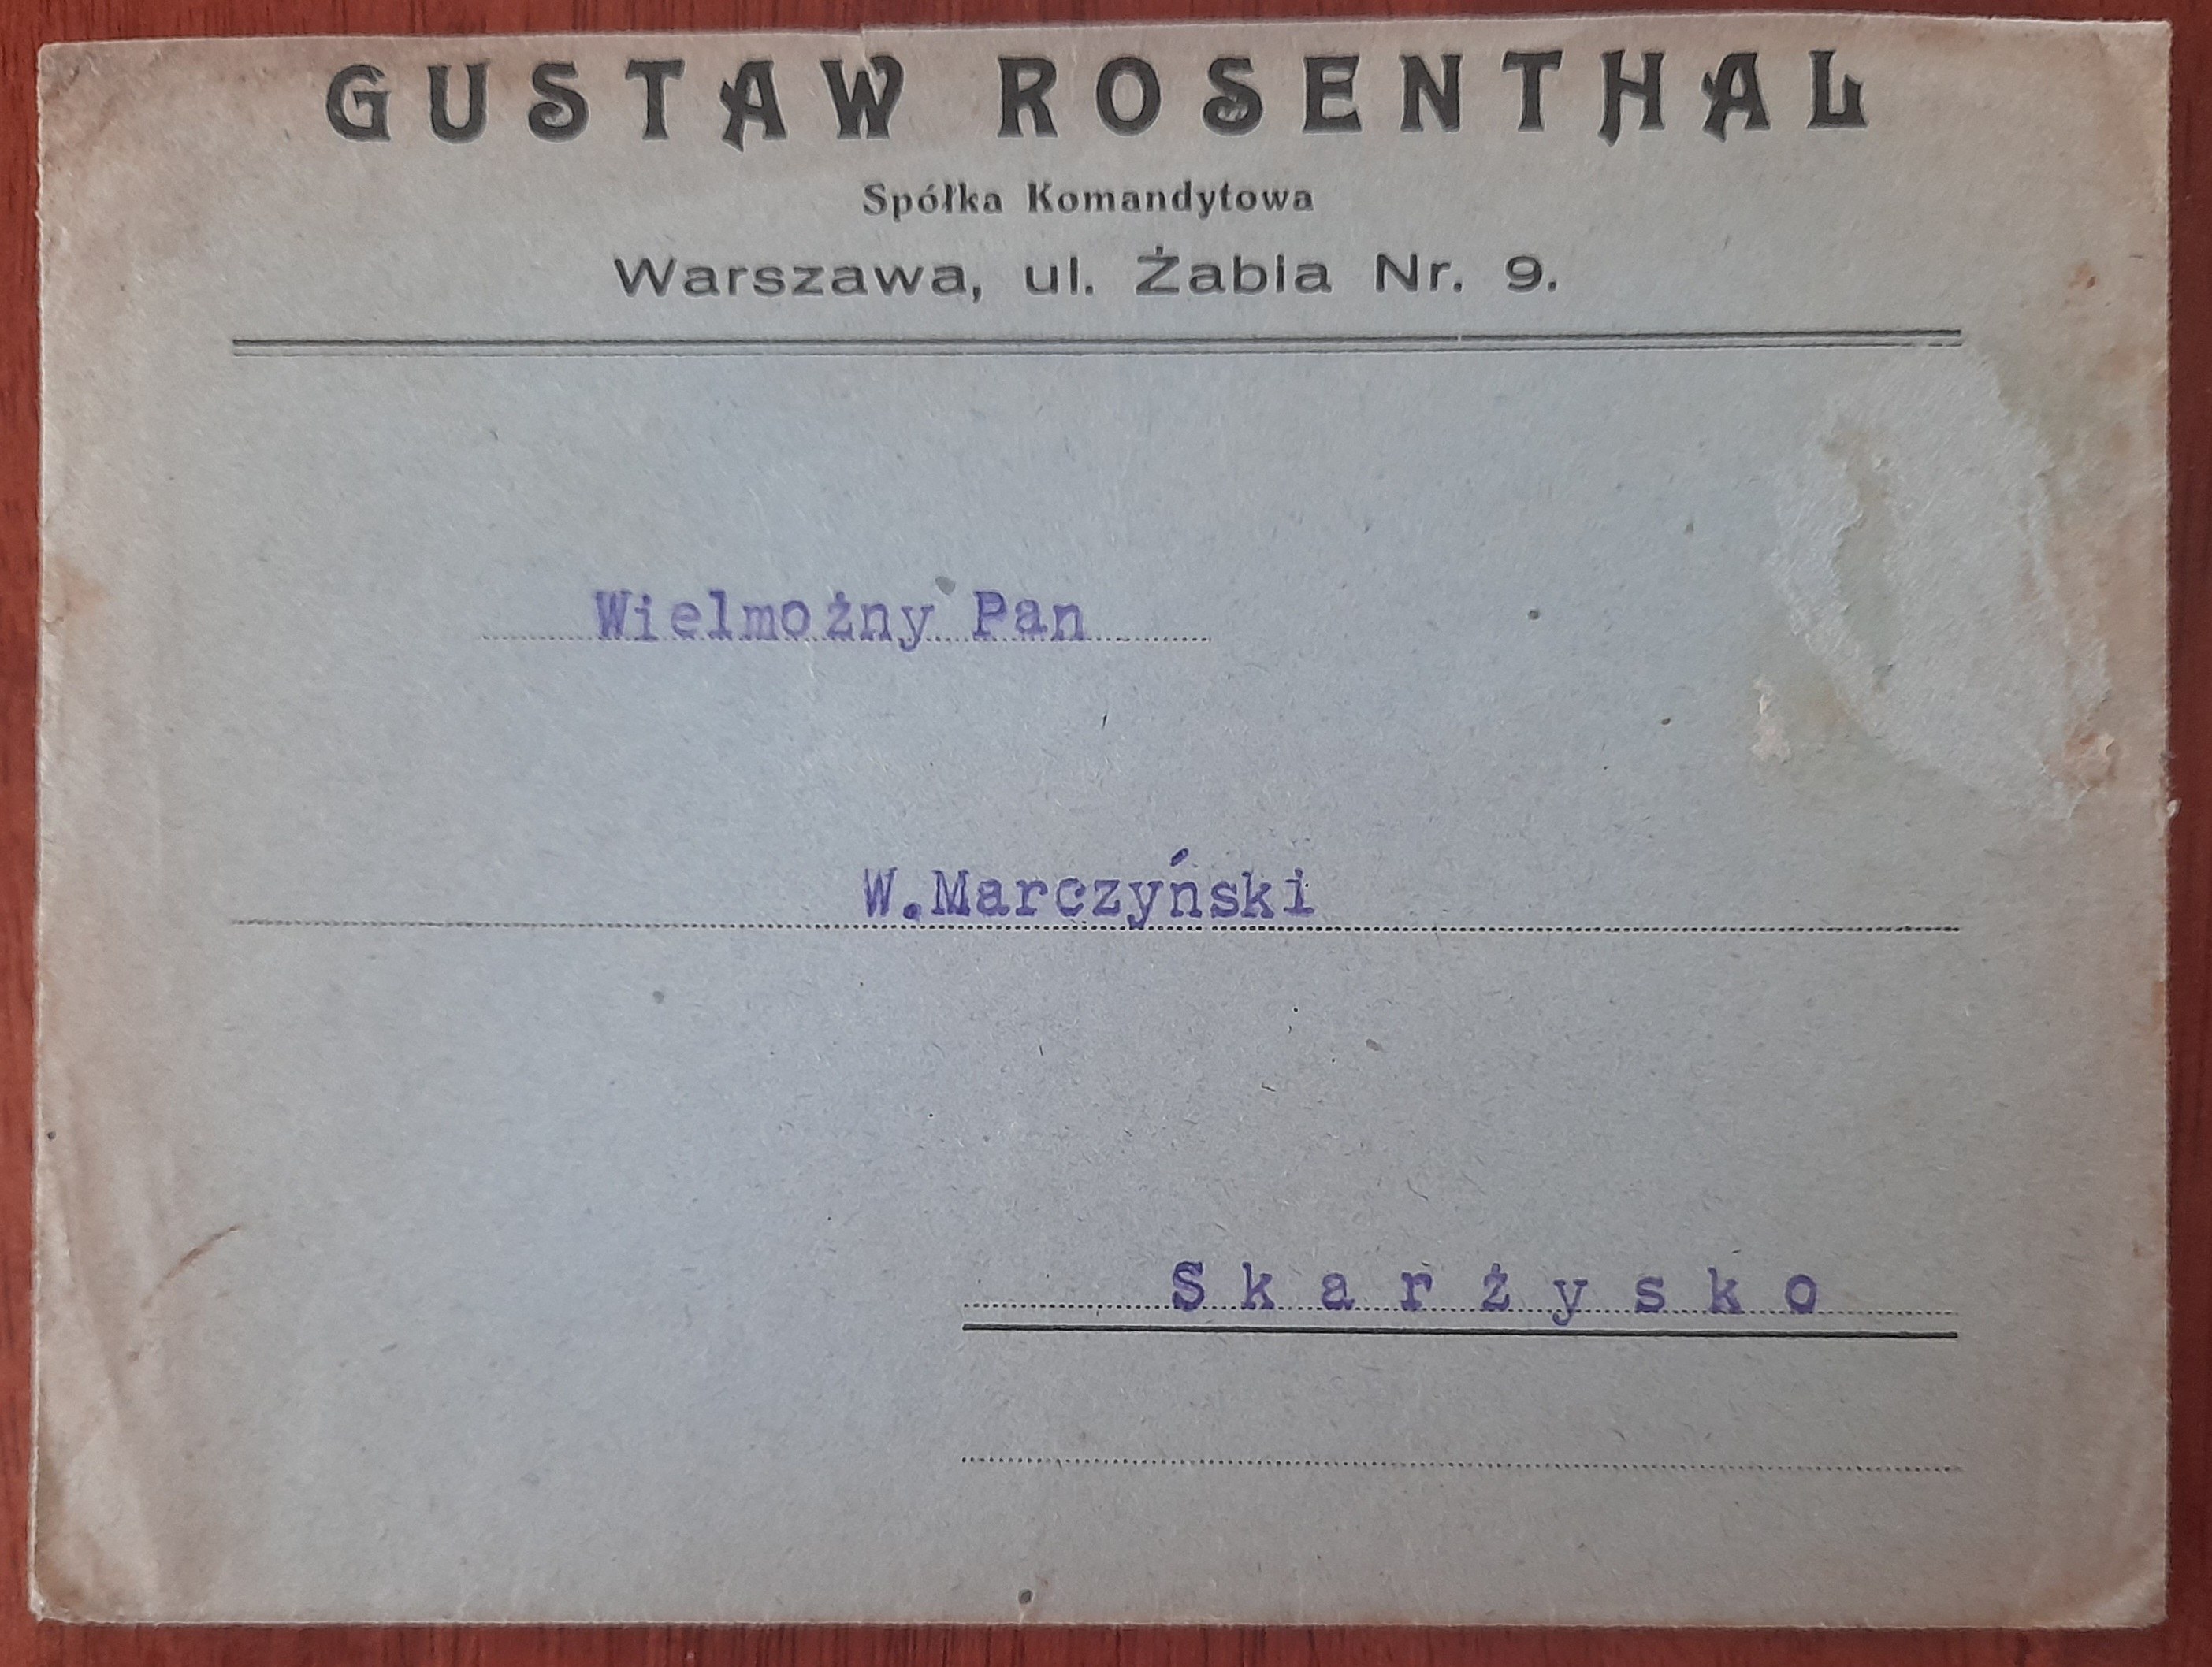 GUSTAW ROSENTHAL
Spółka Komandytowa
Warszawa, ul. Żabia Nr. 9.
Wielmożny Pan
W.Marczyński
Skarżysko